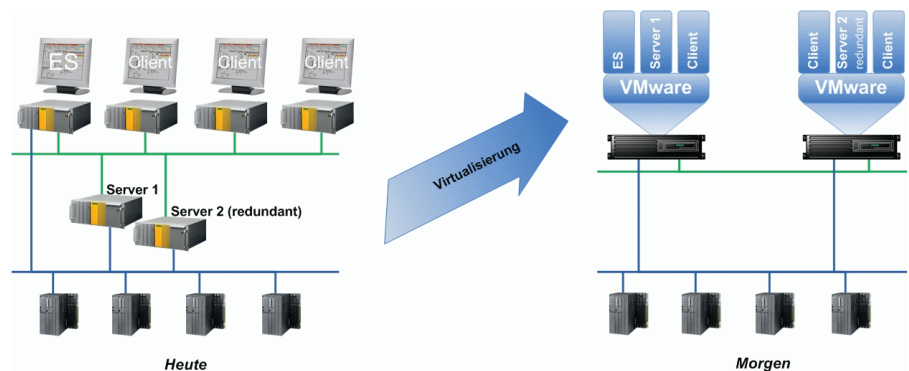 ES
Client
Client
Client
Server 1
Server 2 (redundant)
Heute
Virtualisierung
ES
Server 1
Client
VMware
Client
Server 2
redundant
Client
VMware
Morgen